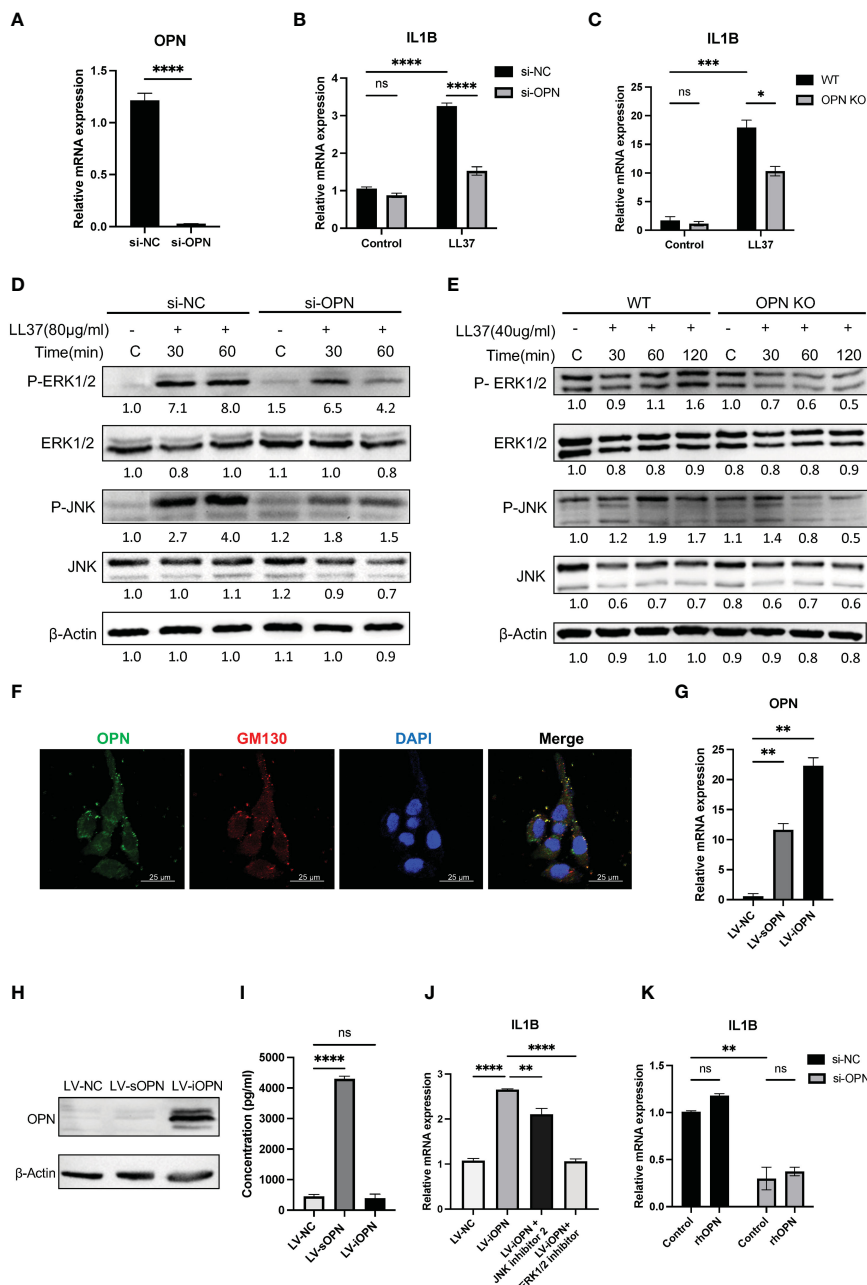 A
OPN
Relative mRNA expression
1.5
1.2
0.9
0.6
0.3
0.0
****
si-NC
si-OPN
B
IL1B
Relative mRNA expression
4
3
2
1
0
ns
****
****
Control
LL37
si-NC
si-OPN
C
IL1B
Relative mRNA expression
25
20
15
10
5
0
ns
***
*
Control
LL37
WT
OPN KO
D
si-NC si-OPN
LL37(80μg/ml) - + + - + +
Time(min) C 30 60 C 30 60
P-ERK1/2
1.0 7.1 8.0 1.5 6.5 4.2
ERK1/2
1.0 0.8 1.0 1.1 1.0 0.8
P-JNK
1.0 2.7 4.0 1.2 1.8 1.5
JNK
1.0 1.0 1.1 1.2 0.9 0.7
β-Actin
1.0 1.0 1.0 1.1 1.0 0.9
E
WT OPN KO
LL37(40ug/ml) - + + + - + + +
Time(min) C 30 60 120 C 30 60 120
P- ERK1/2
1.0 0.9 1.1 1.6 1.0 0.7 0.6 0.5
ERK1/2
1.0 0.8 0.8 0.9 0.8 0.8 0.8 0.9
P-JNK
1.0 1.2 1.9 1.7 1.1 1.4 0.8 0.5
JNK
1.0 0.6 0.7 0.7 0.8 0.6 0.7 0.6
β-Actin
1.0 0.9 1.0 1.0 0.9 0.9 0.8 0.8
F
OPN GM130 DAPI Merge
25 μm 25 μm 25 μm 25 μm
G
OPN
Relative mRNA expression
25
20
15
10
5
0
**
**
LV-NC
LV-sOPN
LV-iOPN
H
LV-NC LV-sOPN LV-iOPN
OPN
β-Actin
I
Concentration (pg/ml)
6000
5000
4000
3000
2000
1000
0
ns
****
LV-NC
LV-sOPN
LV-iOPN
J
IL1B
Relative mRNA expression
4
3
2
1
0
****
****
**
LV-NC
LV-iOPN
LV-iOPN +
JNK inhibitor 2
LV-iOPN+
ERK1/2 inhibitor
K
IL1B
Relative mRNA expression
1.5
1.0
0.5
0.0
**
ns
ns
Control
rhOPN
Control
rhOPN
si-NC
si-OPN